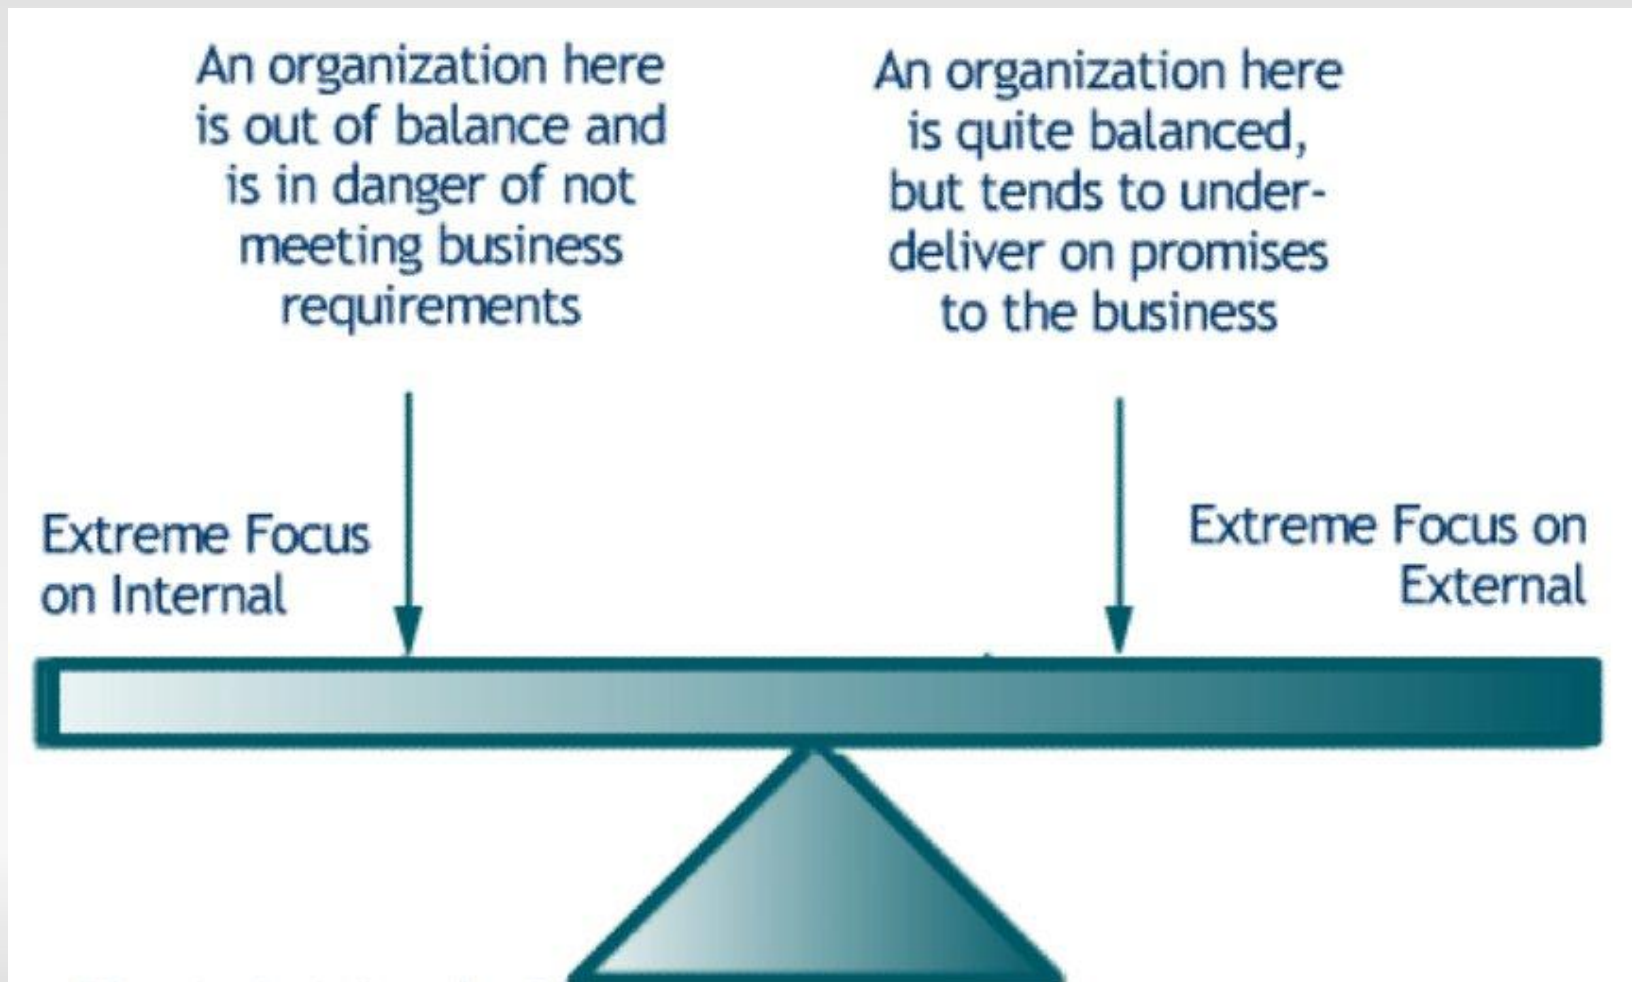 An organization here
is out of balance and
is in danger of not
meeting business
requirements
An organization here
is quite balanced,
but tends to under-
deliver on promises
to the business
Extreme Focus
on Internal
Extreme Focus on
External